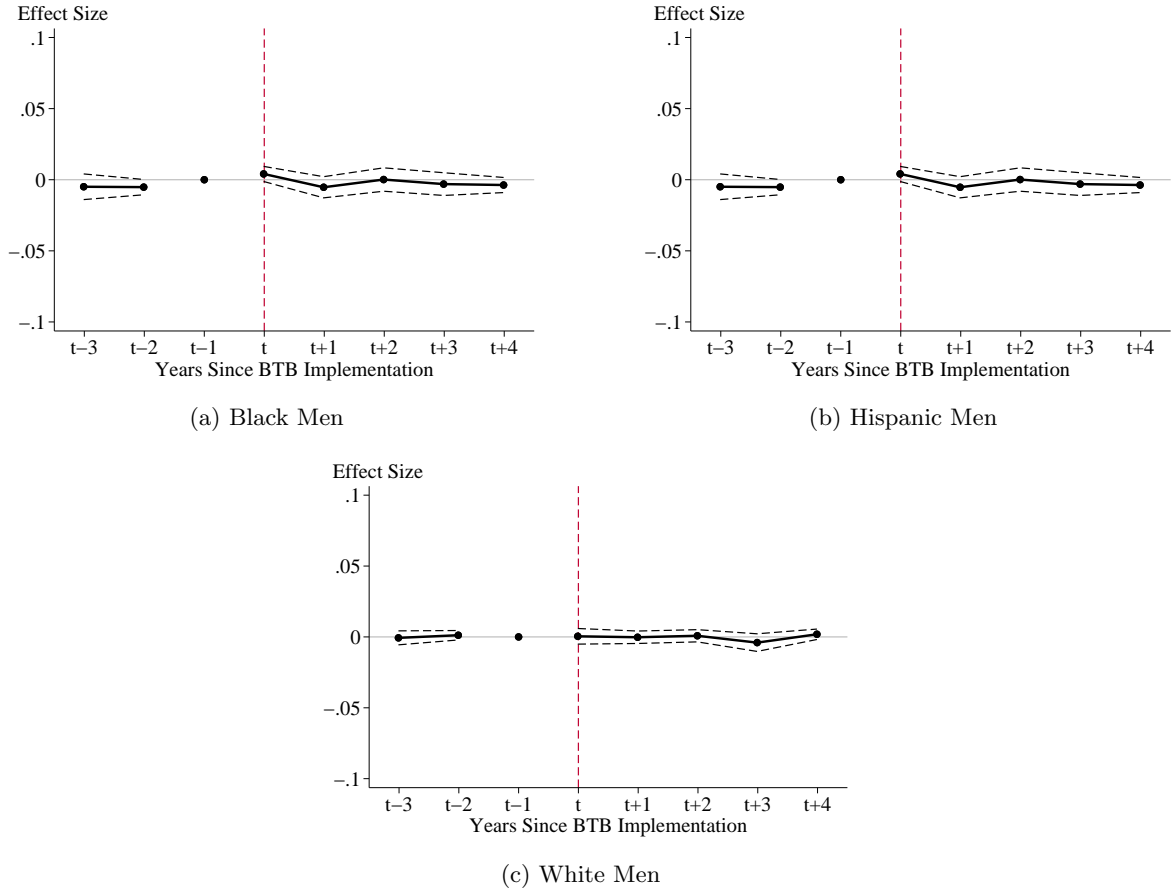 Effect Size
.1
.05
0
−.05
−.1
t−3 t−2 t−1 t t+1 t+2 t+3 t+4
Years Since BTB Implementation
(a) Black Men
Effect Size
.1
.05
0
−.05
−.1
t−3 t−2 t−1 t t+1 t+2 t+3 t+4
Years Since BTB Implementation
(b) Hispanic Men
Effect Size
.1
.05
0
−.05
−.1
t−3 t−2 t−1 t t+1 t+2 t+3 t+4
Years Since BTB Implementation
(c) White Men